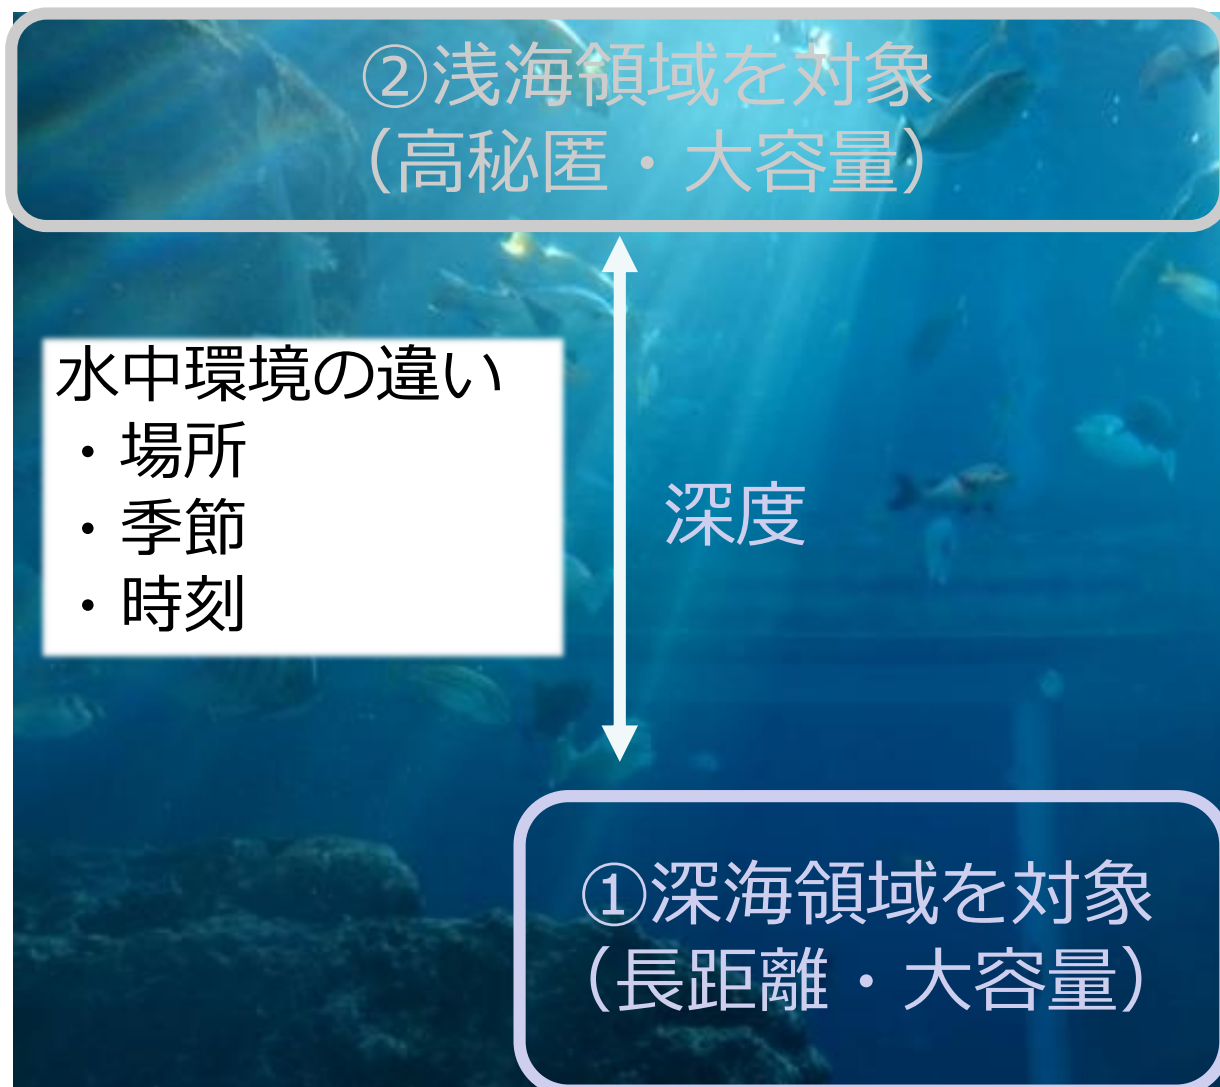 ②浅海領域を対象
（高秘匿・大容量）
水中環境の違い
・場所
・季節
・時刻
深度
①深海領域を対象
（長距離・大容量）